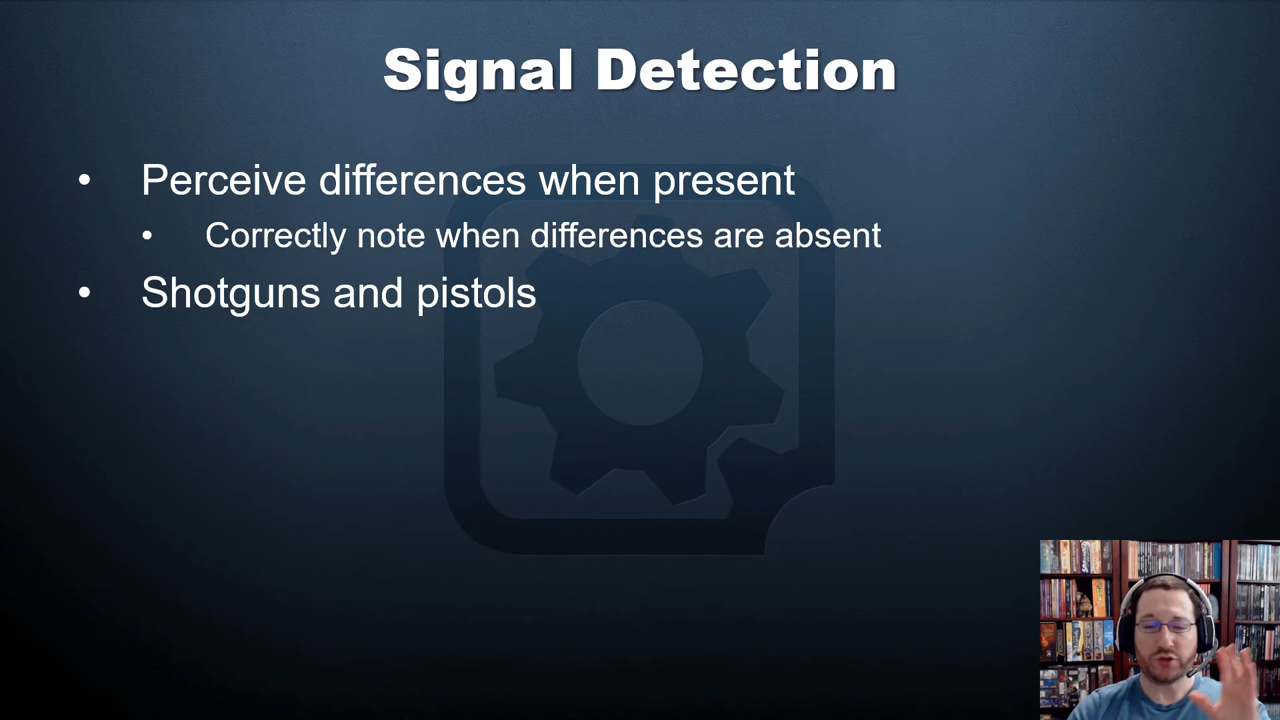 Signal Detection
• Perceive differences when present
• Correctly note when differences are absent
• Shotguns and pistols